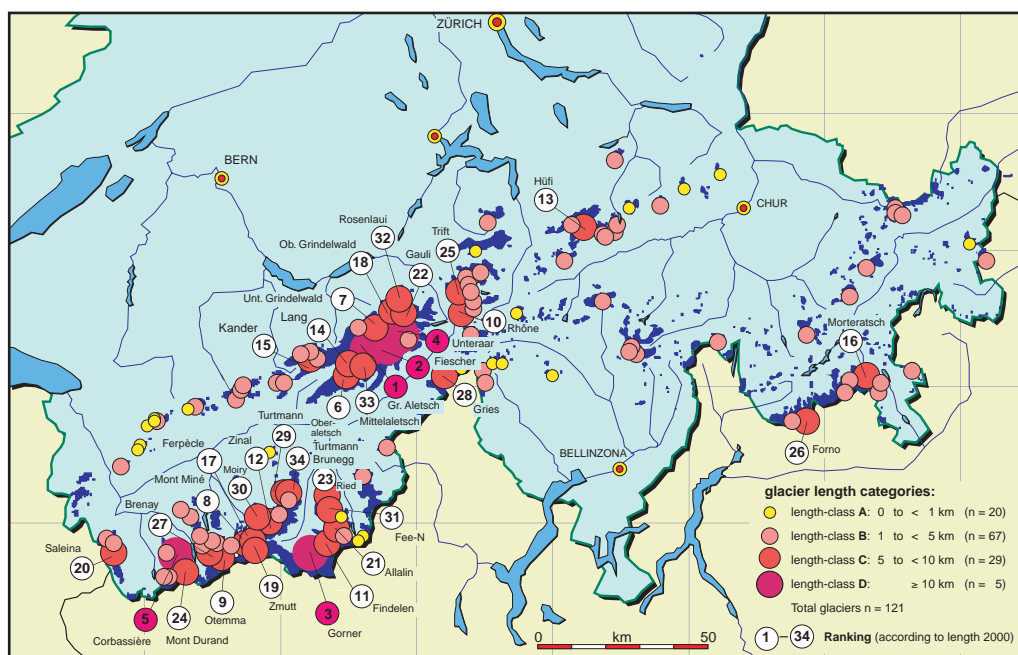 ZÜRICH
BERN
Hüfi
13
CHUR
Rosenlaui
32
Ob. Grindelwald
18
Trift
25
Gauli
22
Unt. Grindelwald
7
Lang
14
Kander
15
10
Rhône
4
Unteraar
2
Fiescher
1
Gr. Aletsch
6
33
Mittelaletsch
28
Gries
Morteratsch
16
26
Forno
BELLINZONA
Turtmann
29
Ober-
aletsch
Ferpècle
Zinal
12
34
Turtmann
Brunegg
17
Mont Miné
Moiry
30
23
Ried
Brenay
8
27
31
Fee-N
Saleina
20
21
Allalin
11
Findelen
19
Zmutt
9
Otemma
3
Gorner
5
Corbassière
24
Mont Durand
glacier length categories:
length-class A: 0 to < 1 km (n = 20)
length-class B: 1 to < 5 km (n = 67)
length-class C: 5 to < 10 km (n = 29)
length-class D: ≥ 10 km (n = 5)
Total glaciers n = 121
1 – 34 Ranking (according to length 2000)
0 km 50